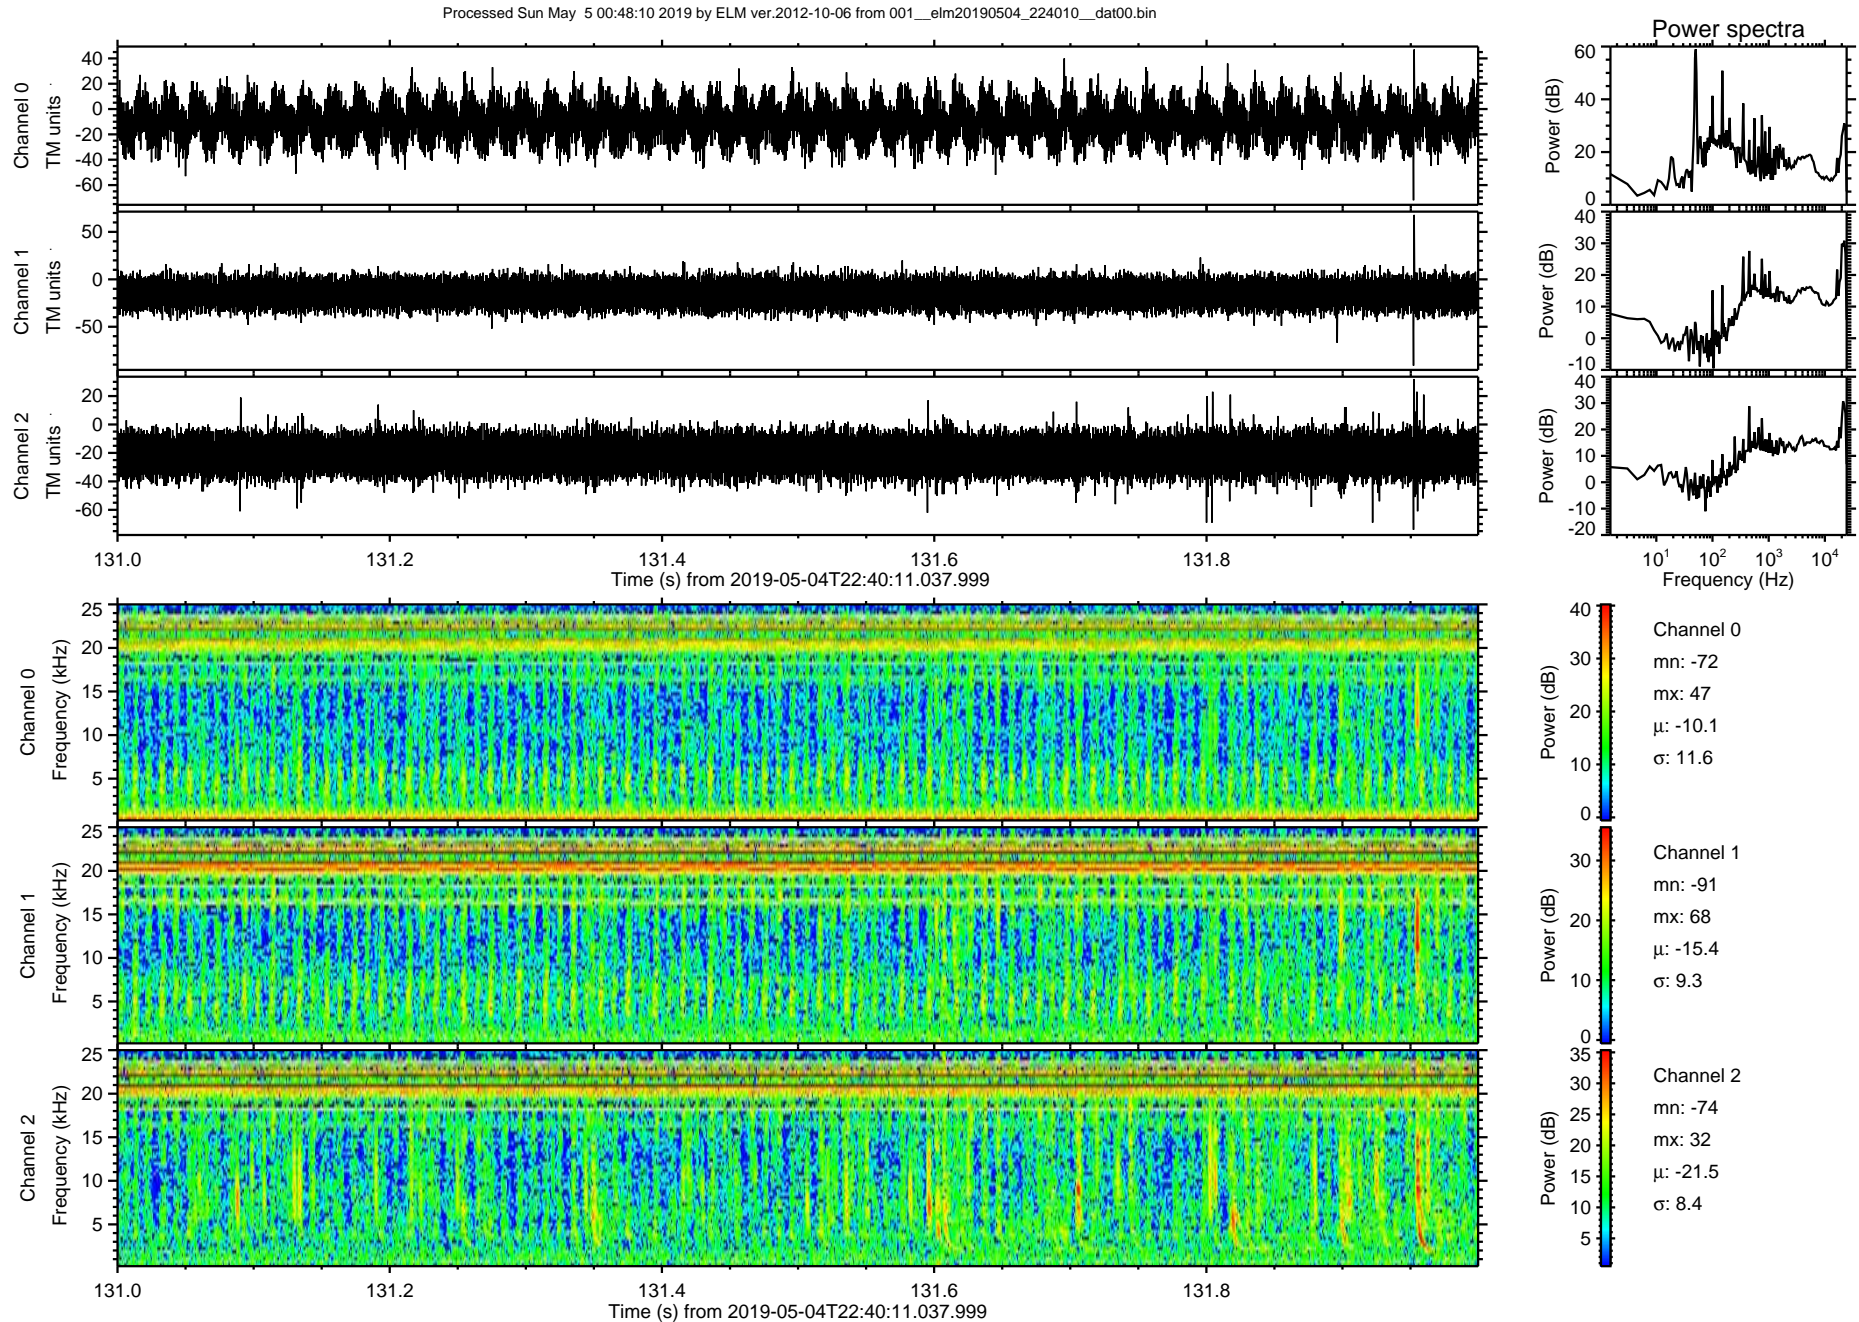 Processed Sun May  5 00:48:10 2019 by ELM ver.2012-10-06 from 001__elm20190504_224010__dat00.bin
Power spectra
Channel 0
TM units
40
20
0
-20
-40
-60
Power (dB)
60
40
20
0
Channel 1
TM units
50
0
-50
Power (dB)
40
30
20
10
0
-10
Channel 2
TM units
20
0
-20
-40
-60
Power (dB)
40
30
20
10
0
-10
-20
131.0 131.2 131.4 131.6 131.8
Time (s) from 2019-05-04T22:40:11.037.999
10^1 10^2 10^3 10^4
Frequency (Hz)
Channel 0
Frequency (kHz)
25
20
15
10
5
Power (dB)
40
30
20
10
0
Channel 0
mn: -72
mx: 47
μ: -10.1
σ: 11.6
Channel 1
Frequency (kHz)
25
20
15
10
5
Power (dB)
30
20
10
0
Channel 1
mn: -91
mx: 68
μ: -15.4
σ: 9.3
Channel 2
Frequency (kHz)
25
20
15
10
5
Power (dB)
35
30
25
20
15
10
5
Channel 2
mn: -74
mx: 32
μ: -21.5
σ: 8.4
131.0 131.2 131.4 131.6 131.8
Time (s) from 2019-05-04T22:40:11.037.999